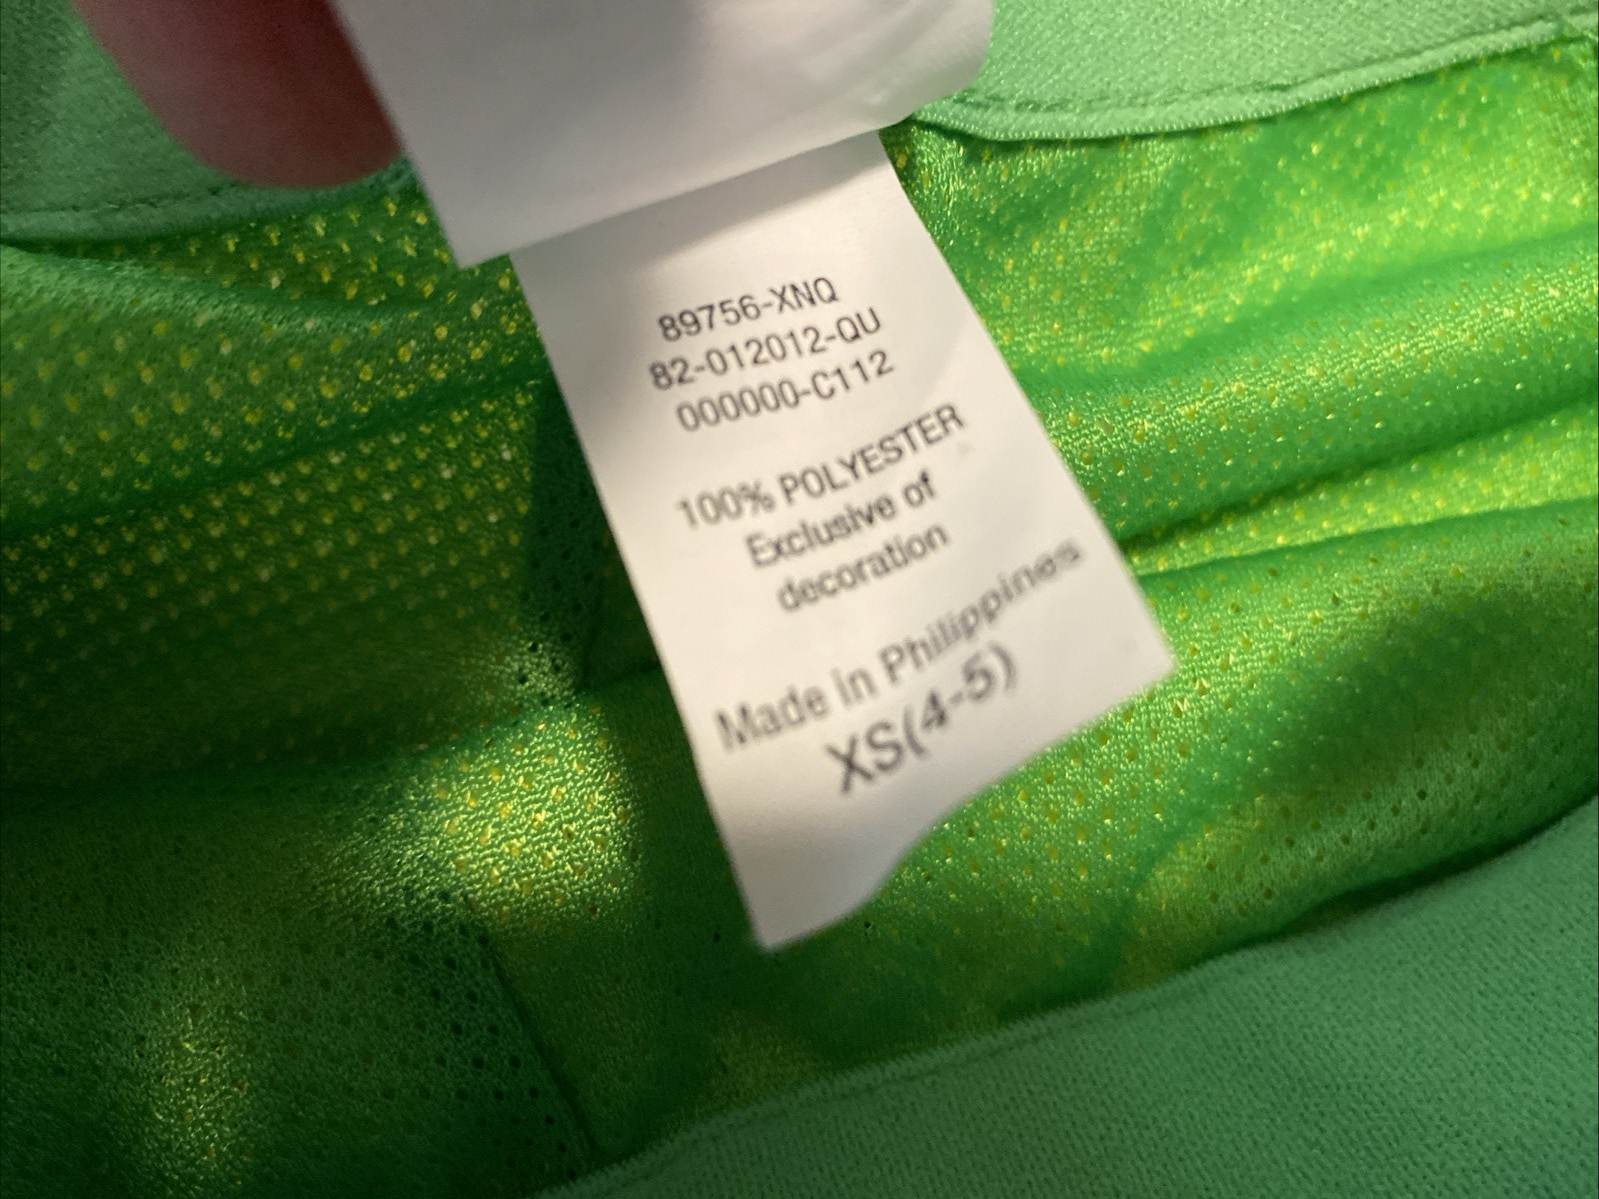 89756-XNQ
82-012012-QU
000000-C112
100% POLYESTER
Exclusive of
decoration
Made in Philippines
XS(4-5)